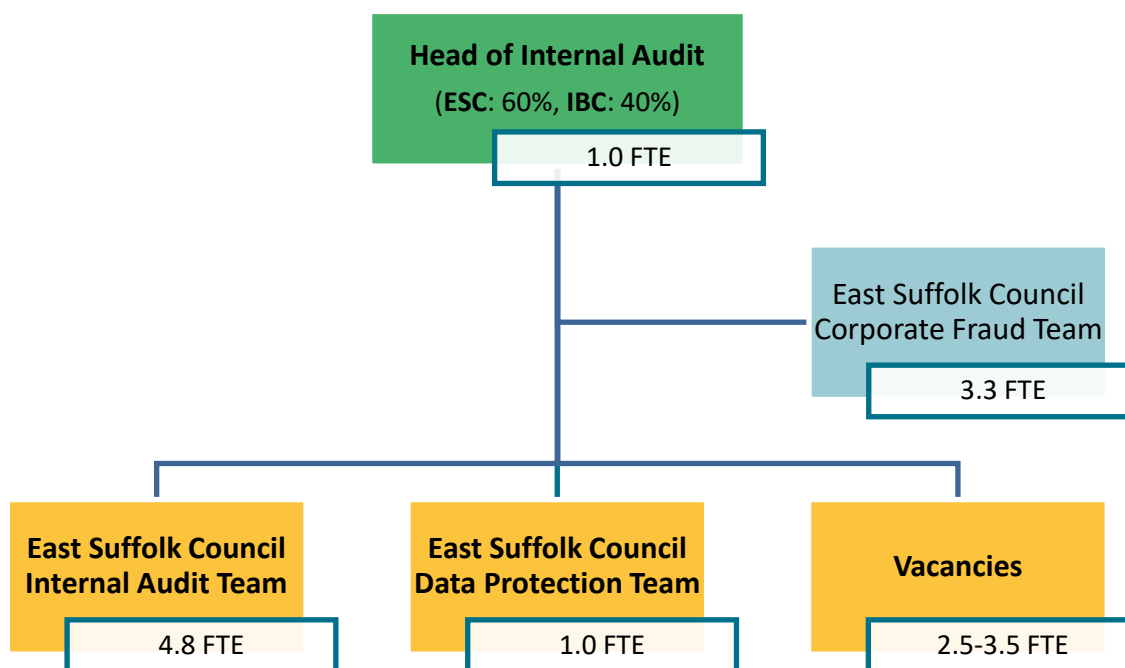 Head of Internal Audit
(ESC: 60%, IBC: 40%)
1.0 FTE
East Suffolk Council
Corporate Fraud Team
3.3 FTE
East Suffolk Council
Internal Audit Team
4.8 FTE
East Suffolk Council
Data Protection Team
1.0 FTE
Vacancies
2.5-3.5 FTE